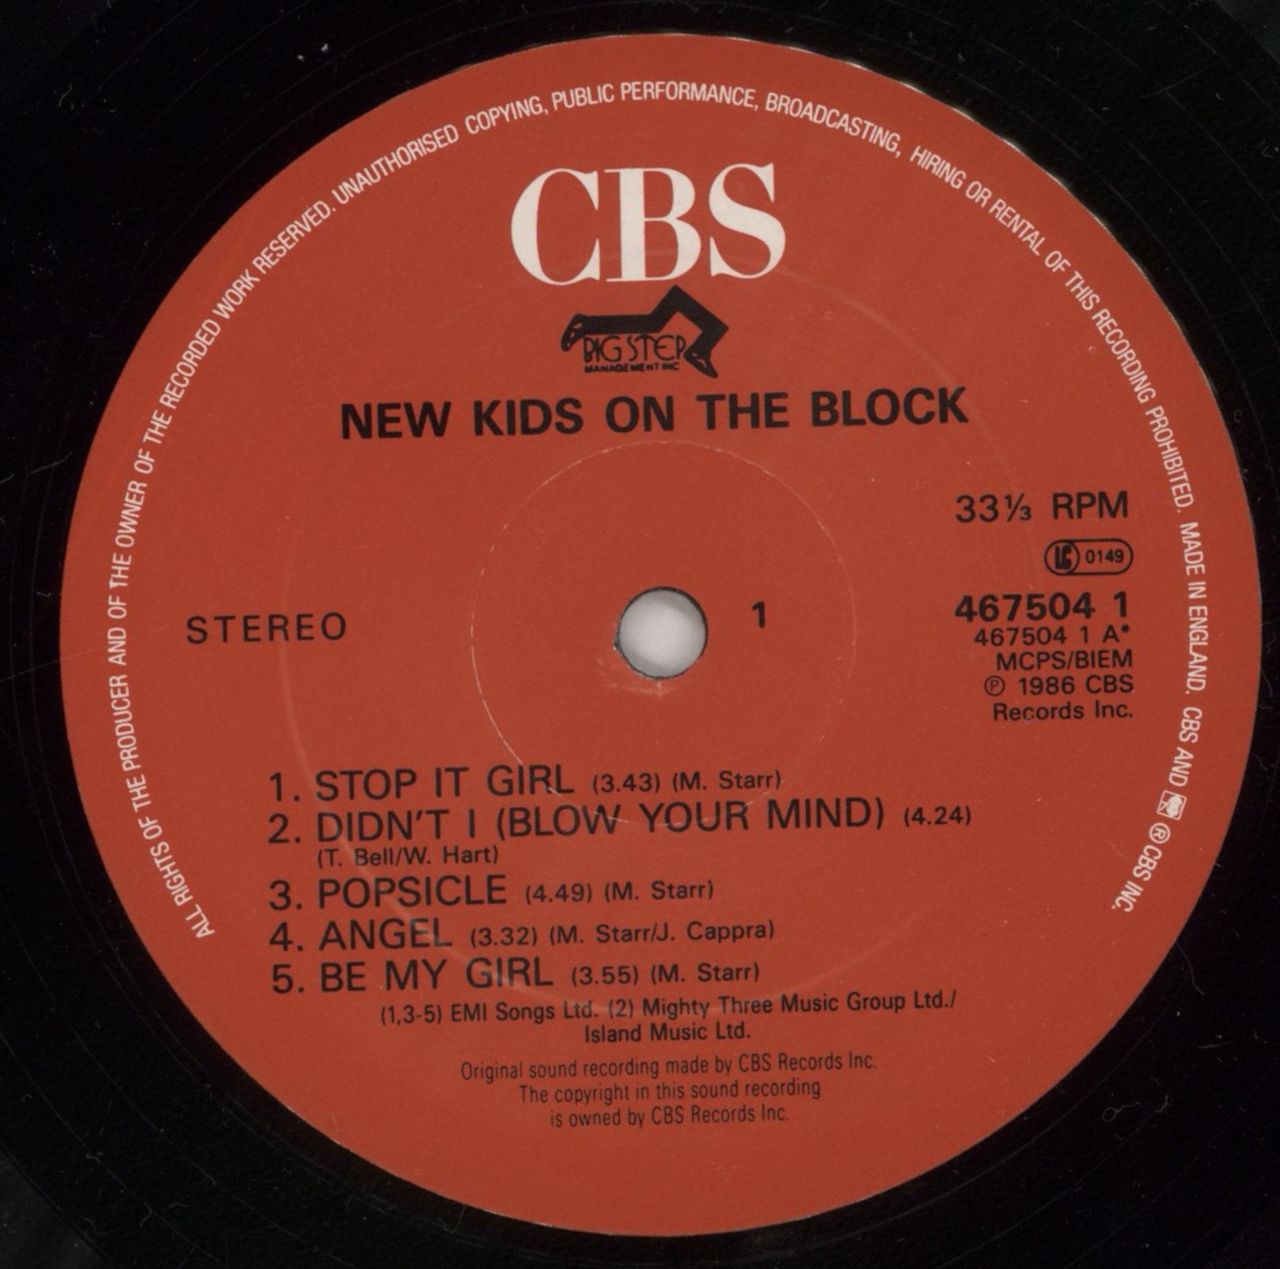 ALL RIGHTS OF THE PRODUCER AND OF THE OWNER OF THE RECORDED WORK RESERVED. UNAUTHORISED COPYING, PUBLIC PERFORMANCE, BROADCASTING, HIRING OR RENTAL OF THIS RECORDING PROHIBITED. MADE IN ENGLAND. CBS AND ® CBS INC.
CBS
BIG STEP
MANAGEMENT INC
NEW KIDS ON THE BLOCK
33⅓ RPM
LC 0149
STEREO
1
467504 1
467504 1 A*
MCPS/BIEM
℗ 1986 CBS
Records Inc.
1. STOP IT GIRL (3.43) (M. Starr)
2. DIDN'T I (BLOW YOUR MIND) (4.24)
(T. Bell/W. Hart)
3. POPSICLE (4.49) (M. Starr)
4. ANGEL (3.32) (M. Starr/J. Cappra)
5. BE MY GIRL (3.55) (M. Starr)
(1,3-5) EMI Songs Ltd. (2) Mighty Three Music Group Ltd./
Island Music Ltd.
Original sound recording made by CBS Records Inc.
The copyright in this sound recording
is owned by CBS Records Inc.